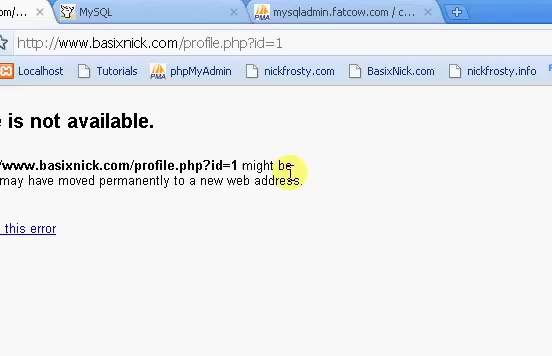 om/...
MySQL
mysqladmin.fatcow.com / c...
http://www.basixnick.com/profile.php?id=1
Localhost
Tutorials
phpMyAdmin
nickfrosty.com
BasixNick.com
nickfrosty.info
e is not available.
/www.basixnick.com/profile.php?id=1 might be
may have moved permanently to a new web address.
this error